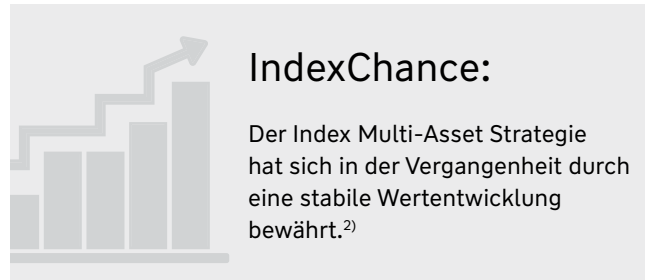 IndexChance:
Der Index Multi-Asset Strategie
hat sich in der Vergangenheit durch
eine stabile Wertentwicklung
bewährt.²⁾